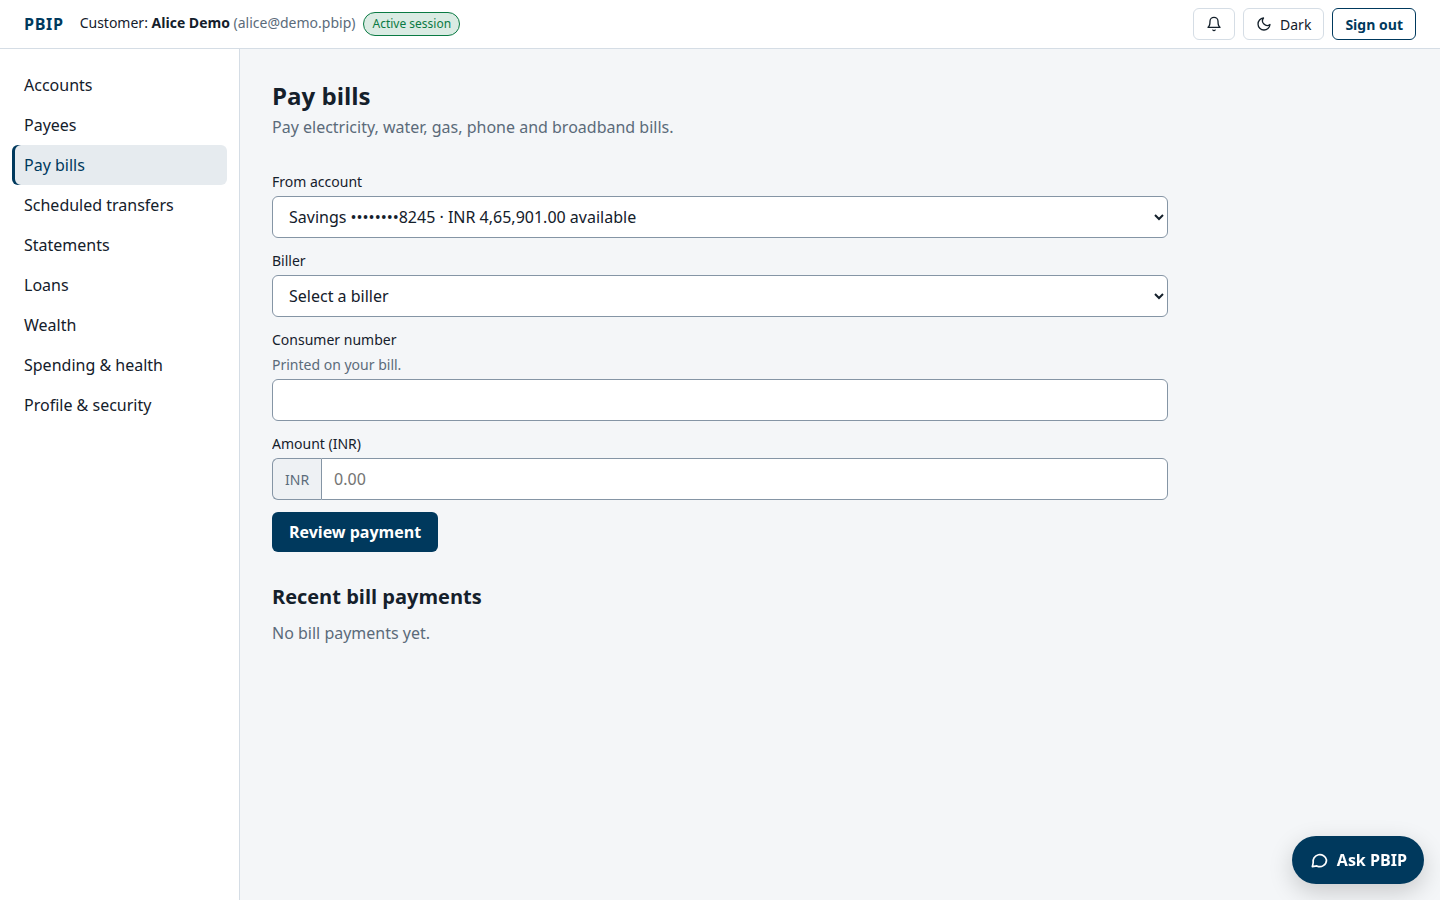 PBIP Customer: Alice Demo (alice@demo.pbip) Active session Dark Sign out
Accounts
Payees
Pay bills
Scheduled transfers
Statements
Loans
Wealth
Spending & health
Profile & security
Pay bills
Pay electricity, water, gas, phone and broadband bills.
From account
Savings ••••••••8245 · INR 4,65,901.00 available
Biller
Select a biller
Consumer number
Printed on your bill.
Amount (INR)
INR 0.00
Review payment
Recent bill payments
No bill payments yet.
Ask PBIP